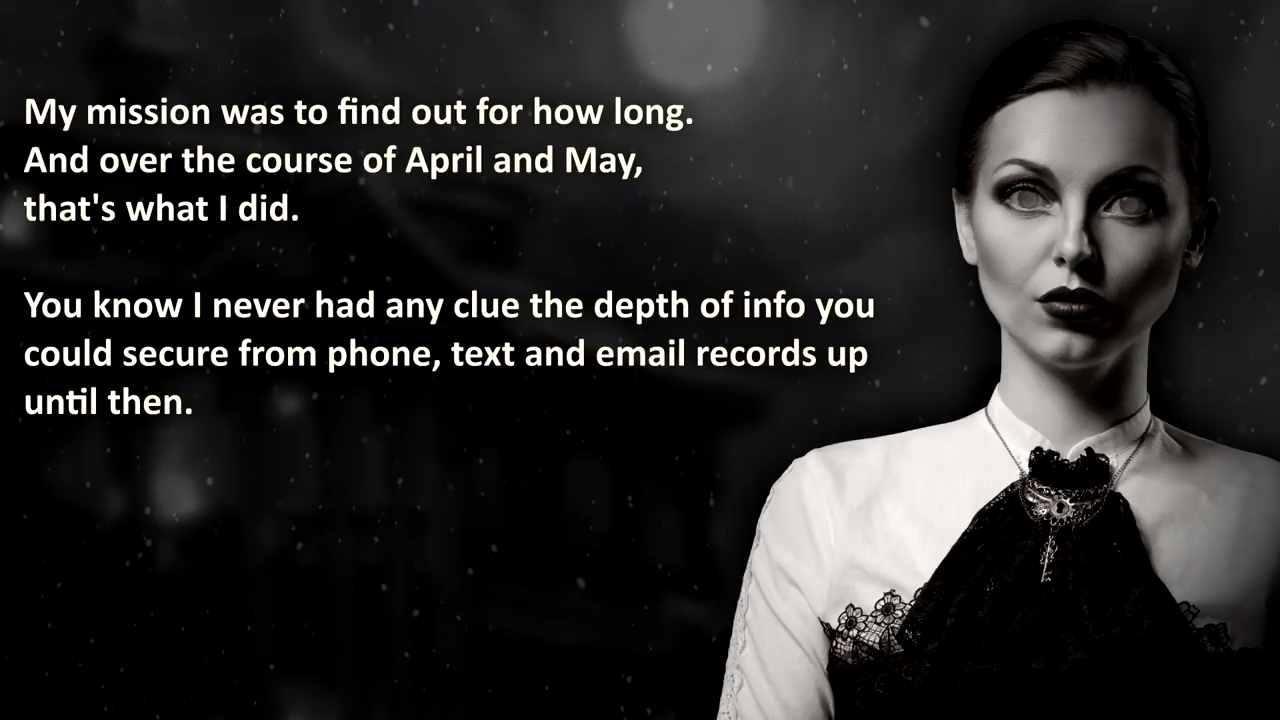 My mission was to find out for how long.
And over the course of April and May,
that's what I did.
You know I never had any clue the depth of info you
could secure from phone, text and email records up
until then.